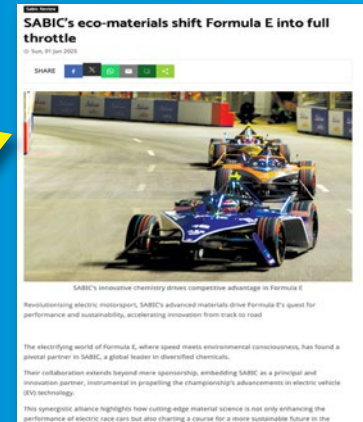 Sabic Review
SABIC's eco-materials shift Formula E into full
throttle
Sun, 01 Jun 2025
SHARE
SABIC's innovative chemistry drives competitive advantage in Formula E
Revolutionising electric motorsport, SABIC's advanced materials drive Formula E's quest for
performance and sustainability, accelerating innovation from track to road
The electrifying world of Formula E, where speed meets environmental consciousness, has found a
pivotal partner in SABIC, a global leader in diversified chemicals.
Their collaboration extends beyond mere sponsorship, embedding SABIC as a principal and
innovation partner, instrumental in propelling the championship's advancements in electric vehicle
(EV) technology.
This synergistic alliance highlights how cutting-edge material science is not only enhancing the
performance of electric race cars but also charting a course for a more sustainable future in the